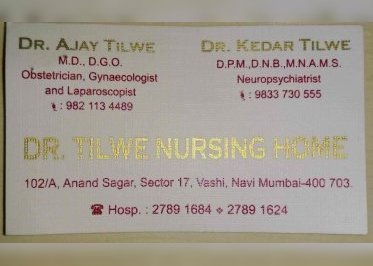 DR. AJAY TILWE
M.D., D.G.O.
Obstetrician, Gynaecologist
and Laparoscopist
: 982 113 4489
DR. KEDAR TILWE
D.P.M., D.N.B., M.N.A.M.S.
Neuropsychiatrist
: 9833 730 555
DR. TILWE NURSING HOME
102/A, Anand Sagar, Sector 17, Vashi, Navi Mumbai-400 703.
☎ Hosp. : 2789 1684 ❖ 2789 1624